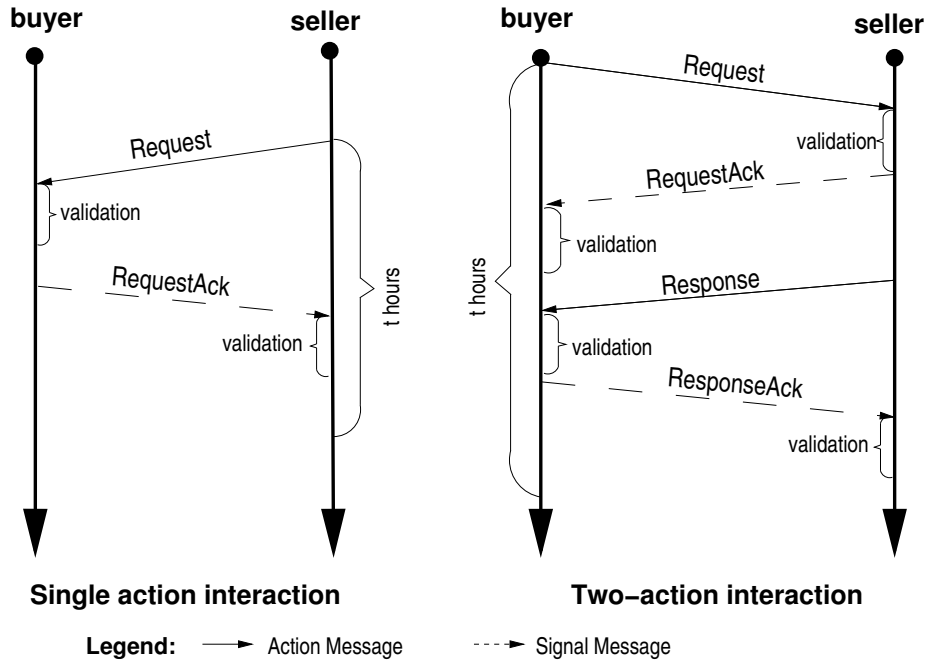 buyer
seller
Request
validation
RequestAck
validation
t hours
Single action interaction
buyer
seller
Request
validation
RequestAck
validation
t hours
Response
validation
ResponseAck
validation
Two−action interaction
Legend: Action Message Signal Message